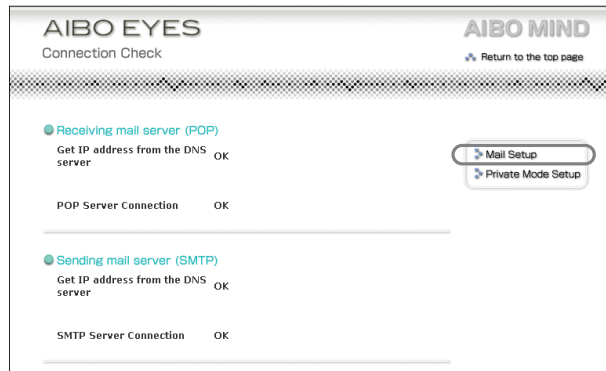 AIBO EYES
AIBO MIND
Connection Check
Return to the top page
Receiving mail server (POP)
Get IP address from the DNS
server
OK
POP Server Connection OK
Mail Setup
Private Mode Setup
Sending mail server (SMTP)
Get IP address from the DNS
server
OK
SMTP Server Connection OK